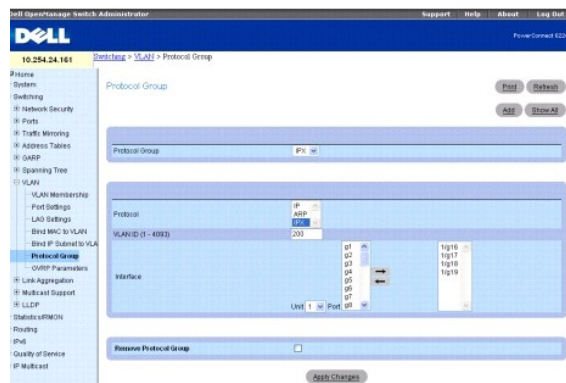 Dell OpenManage Switch Administrator
Support Help About Log Out
DELL
PowerConnect 622
10.254.24.161
Switching > VLAN > Protocol Group
Home
System
Switching
Network Security
Ports
Traffic Mirroring
Address Tables
GARP
Spanning Tree
VLAN
VLAN Membership
Port Settings
LAG Settings
Bind MAC to VLAN
Bind IP Subnet to VLA
Protocol Group
GVRP Parameters
Link Aggregation
Multicast Support
LLDP
Statistics/RMON
Routing
IPv6
Quality of Service
IP Multicast
Protocol Group
Print Refresh
Add Show All
Protocol Group IPX
Protocol
IP
ARP
IPX
VLAN ID (1 - 4093) 200
Interface
Unit 1 Port
g1
g2
g3
g4
g5
g6
g7
g8
1/g16
1/g17
1/g18
1/g19
Remove Protocol Group
Apply Changes